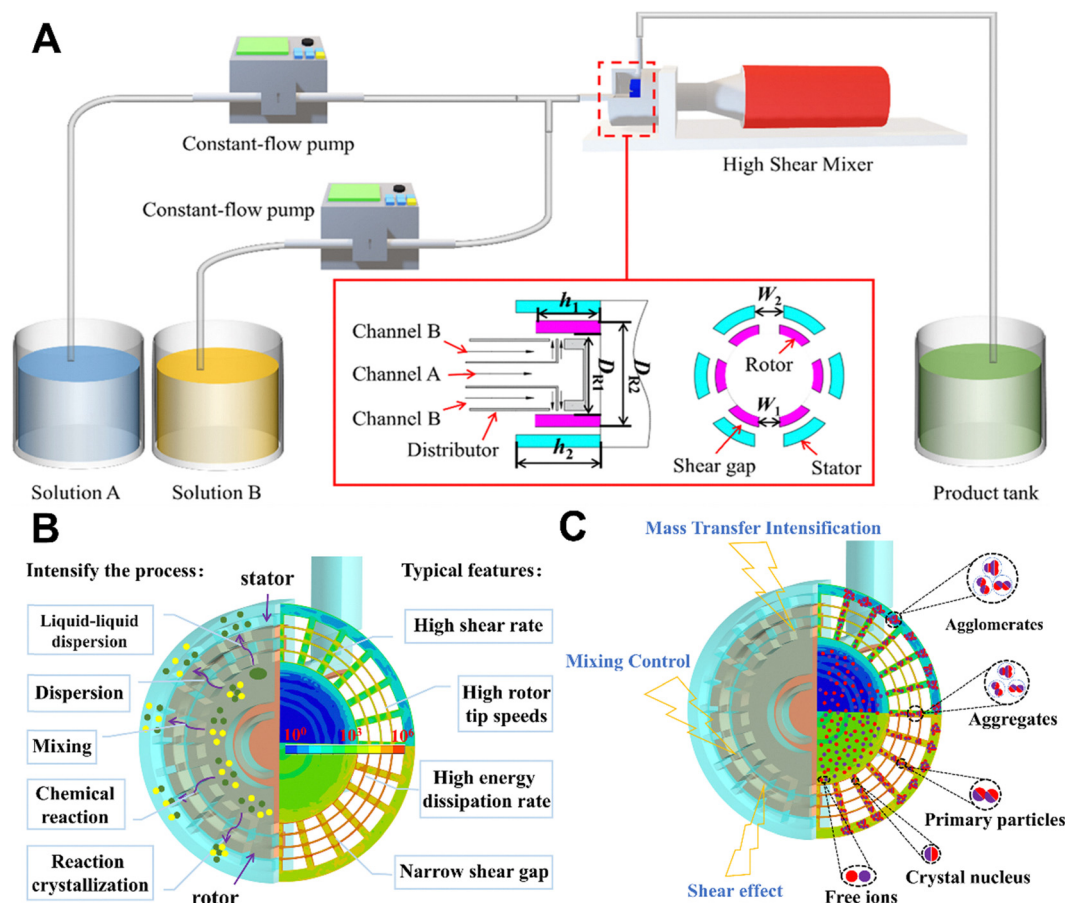 A
Constant-flow pump
High Shear Mixer
Constant-flow pump
Channel B
Channel A
Channel B
Distributor
h1
h2
DR1
DR2
W2
Rotor
W1
Shear gap
Stator
Solution A
Solution B
Product tank
B
Intensify the process:
stator
Typical features:
Liquid-liquid
dispersion
Dispersion
Mixing
Chemical
reaction
Reaction
crystallization
rotor
High shear rate
High rotor
tip speeds
10^0
10^3
10^6
High energy
dissipation rate
Narrow shear gap
C
Mass Transfer Intensification
Mixing Control
Shear effect
Agglomerates
Aggregates
Primary particles
Crystal nucleus
Free ions